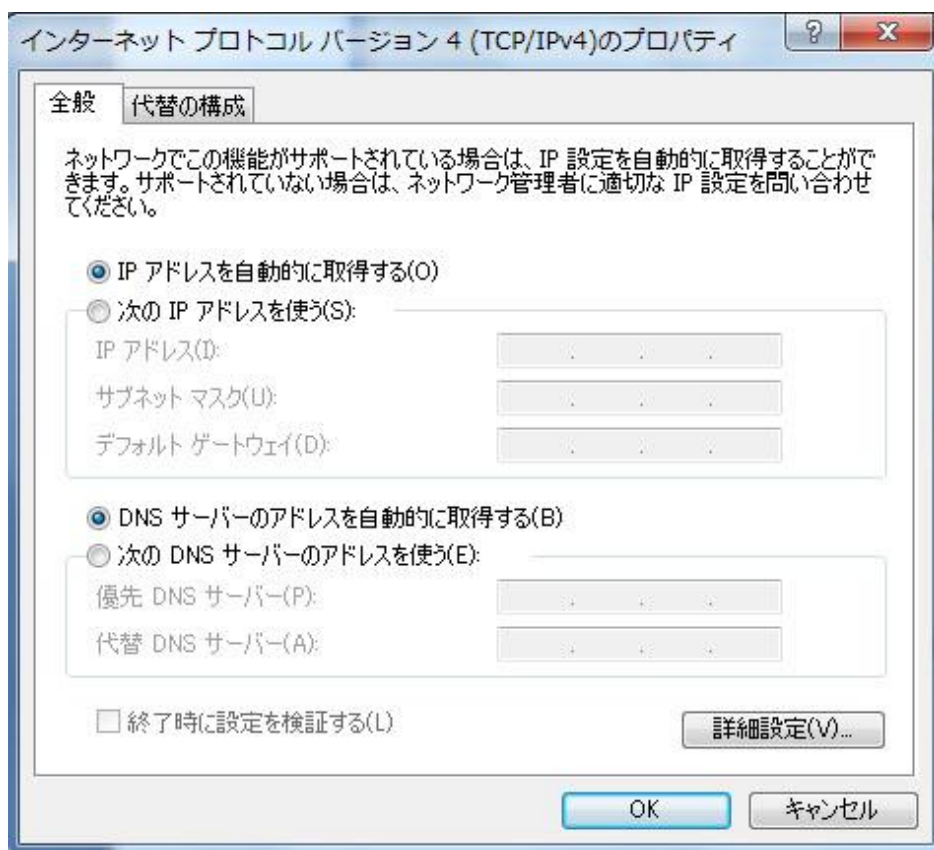 インターネット プロトコル バージョン 4 (TCP/IPv4)のプロパティ
全般
代替の構成
ネットワークでこの機能がサポートされている場合は、IP 設定を自動的に取得することがで
きます。サポートされていない場合は、ネットワーク管理者に適切な IP 設定を問い合わせ
てください。
IP アドレスを自動的に取得する(O)
次の IP アドレスを使う(S):
IP アドレス(I):
サブネット マスク(U):
デフォルト ゲートウェイ(D):
DNS サーバーのアドレスを自動的に取得する(B)
次の DNS サーバーのアドレスを使う(E):
優先 DNS サーバー(P):
代替 DNS サーバー(A):
終了時に設定を検証する(L)
詳細設定(V)...
OK
キャンセル